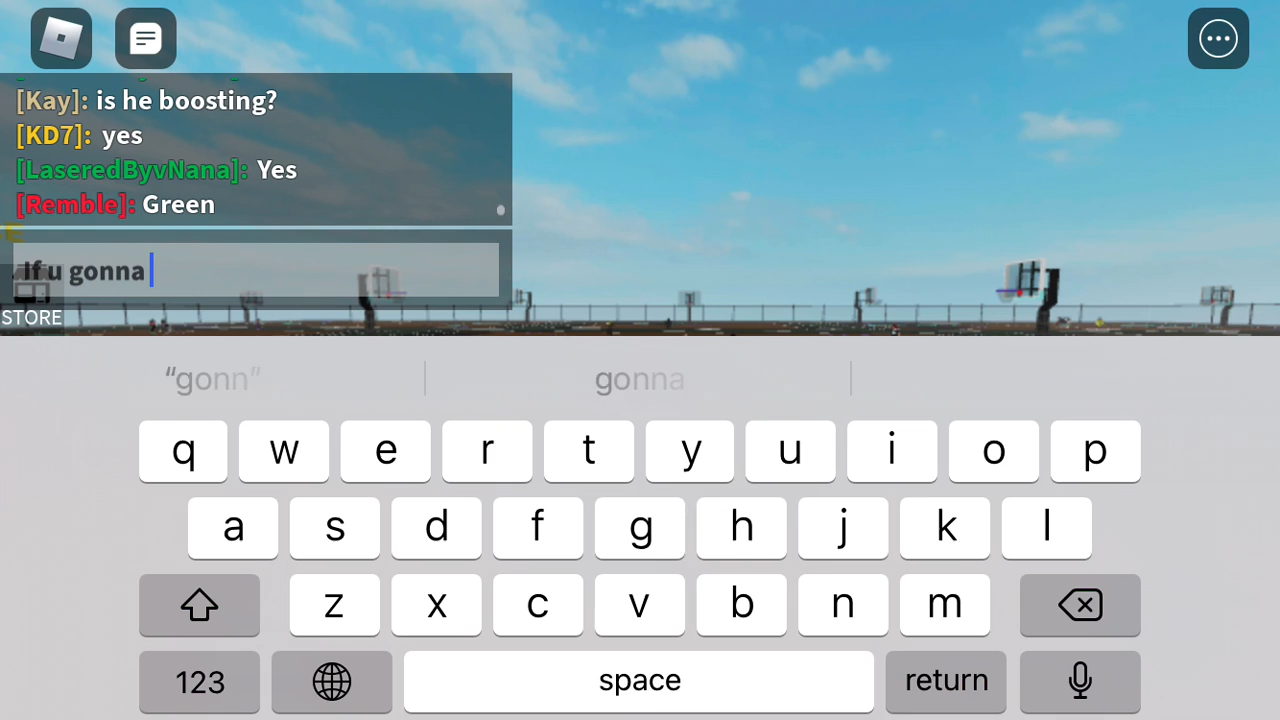 [Kay]: is he boosting?
[KD7]: yes
[LaseredByvNana]: Yes
[Remble]: Green
If u gonna
STORE
“gonn” gonna
q w e r t y u i o p
a s d f g h j k l
z x c v b n m
123 space return